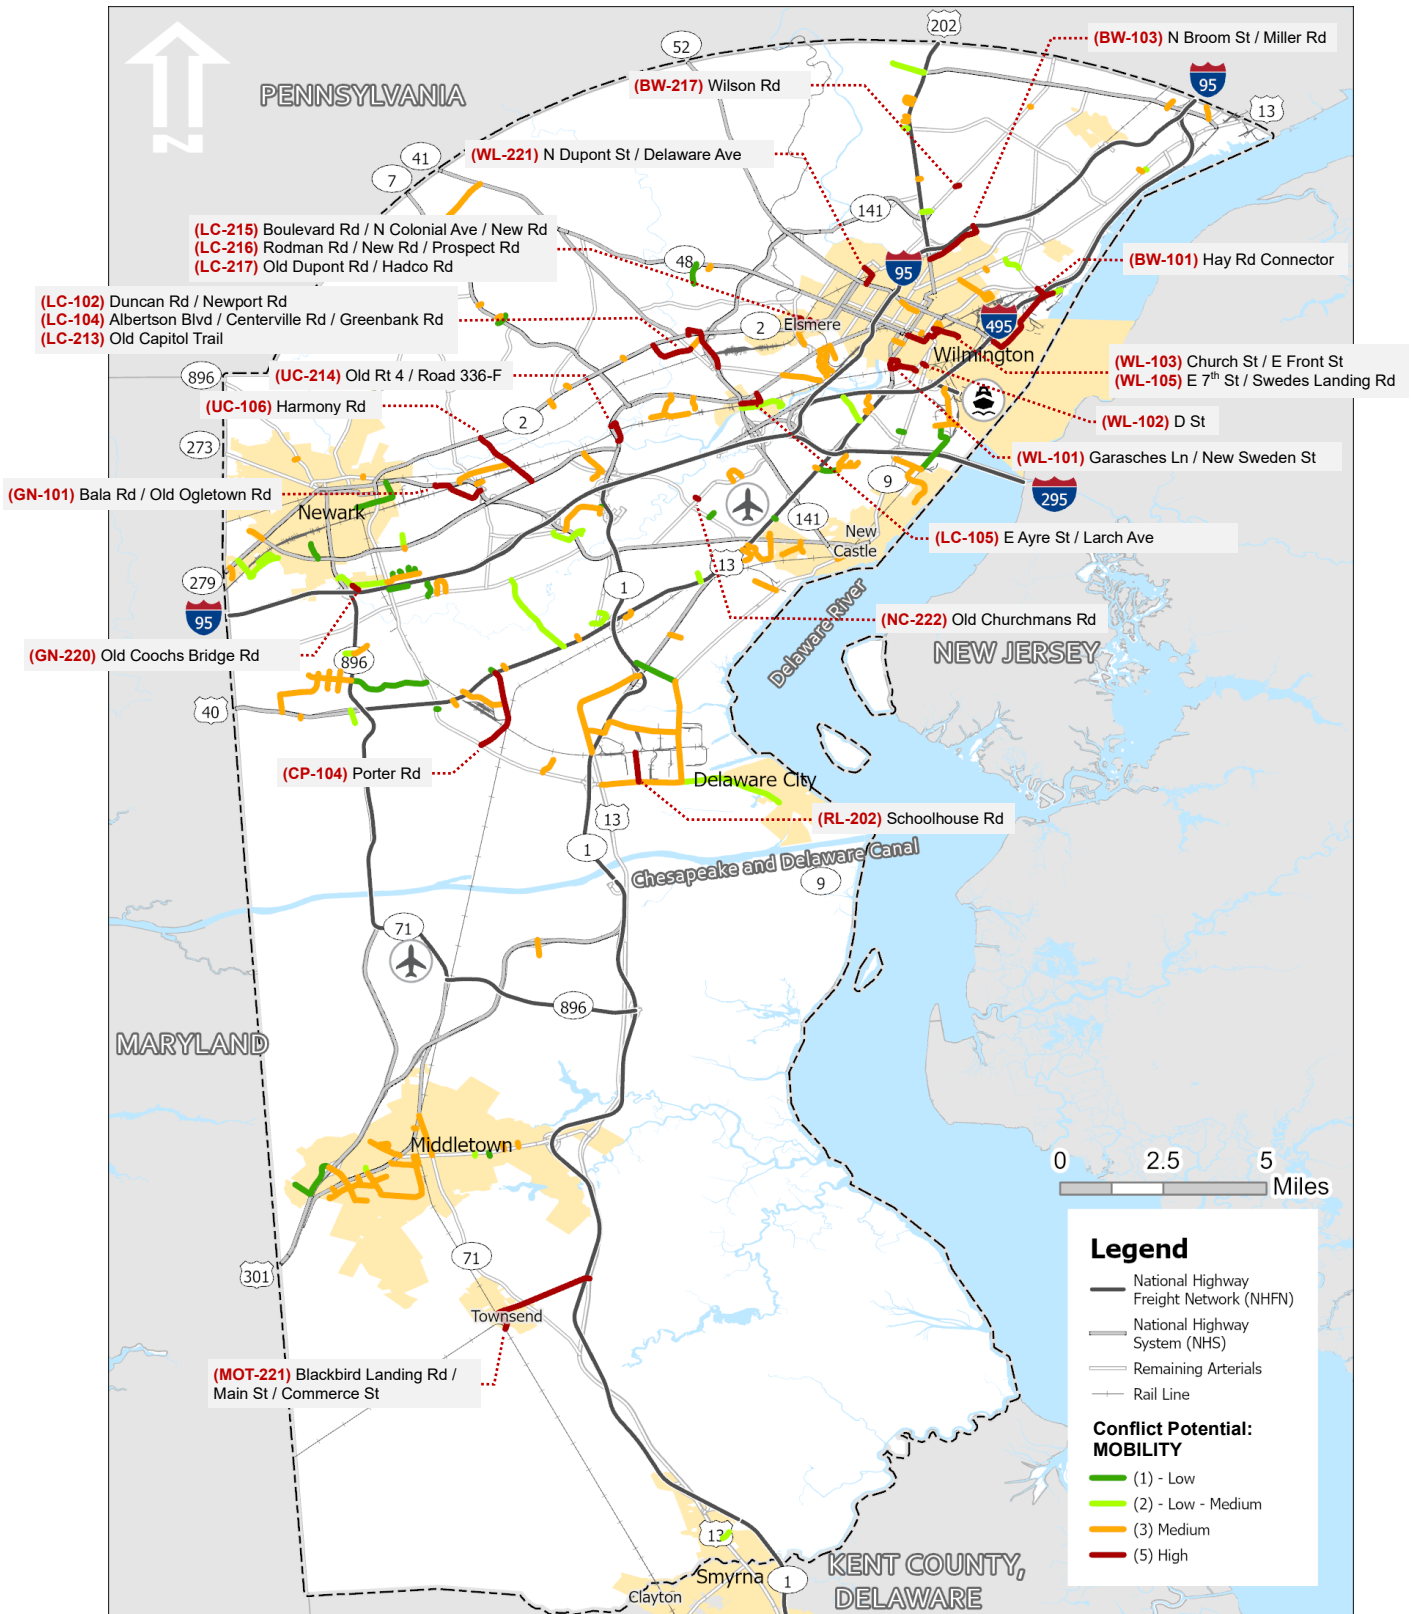 202
52
(BW-103) N Broom St / Miller Rd
95
PENNSYLVANIA
(BW-217) Wilson Rd
13
N
41
(WL-221) N Dupont St / Delaware Ave
7
141
(LC-215) Boulevard Rd / N Colonial Ave / New Rd
(LC-216) Rodman Rd / New Rd / Prospect Rd
(LC-217) Old Dupont Rd / Hadco Rd
48
95
(BW-101) Hay Rd Connector
(LC-102) Duncan Rd / Newport Rd
(LC-104) Albertson Blvd / Centerville Rd / Greenbank Rd
(LC-213) Old Capitol Trail
2
Elsmere
495
Wilmington
(WL-103) Church St / E Front St
(WL-105) E 7th St / Swedes Landing Rd
896
(UC-214) Old Rt 4 / Road 336-F
(UC-106) Harmony Rd
2
(WL-102) D St
273
(WL-101) Garasches Ln / New Sweden St
(GN-101) Bala Rd / Old Ogletown Rd
9
295
Newark
141
New
Castle
(LC-105) E Ayre St / Larch Ave
13
279
1
95
Delaware River
(NC-222) Old Churchmans Rd
(GN-220) Old Coochs Bridge Rd
896
NEW JERSEY
40
(CP-104) Porter Rd
Delaware City
13
(RL-202) Schoolhouse Rd
1
Chesapeake and Delaware Canal
9
71
896
MARYLAND
Middletown
0 2.5 5
Miles
71
301
Townsend
(MOT-221) Blackbird Landing Rd /
Main St / Commerce St
Legend
National Highway
Freight Network (NHFN)
National Highway
System (NHS)
Remaining Arterials
Rail Line
Conflict Potential:
MOBILITY
(1) - Low
(2) - Low - Medium
(3) Medium
(5) High
13
Smyrna
1
Clayton
KENT COUNTY,
DELAWARE